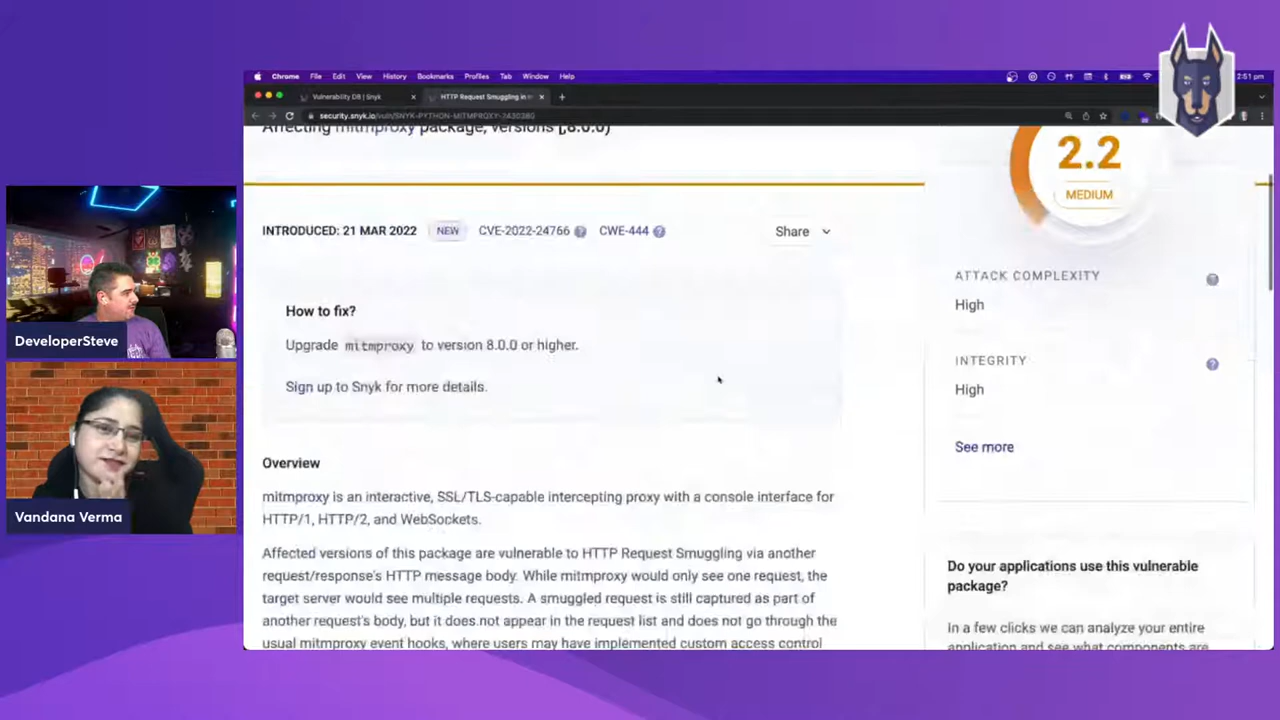 Chrome File Edit View History Bookmarks Profiles Tab Window Help
2:51 pm
Vulnerability DB | Snyk
HTTP Request Smuggling in m
Affecting mitmproxy package, versions [,8.0.0)
2.2
MEDIUM
INTRODUCED: 21 MAR 2022 NEW CVE-2022-24766 ? CWE-444 ?
Share
ATTACK COMPLEXITY ?
High
How to fix?
Upgrade mitmproxy to version 8.0.0 or higher.
Sign up to Snyk for more details.
INTEGRITY ?
High
See more
Overview
mitmproxy is an interactive, SSL/TLS-capable intercepting proxy with a console interface for
HTTP/1, HTTP/2, and WebSockets.
Affected versions of this package are vulnerable to HTTP Request Smuggling via another
request/response's HTTP message body. While mitmproxy would only see one request, the
target server would see multiple requests. A smuggled request is still captured as part of
another request's body, but it does not appear in the request list and does not go through the
usual mitmproxy event hooks, where users may have implemented custom access control
Do your applications use this vulnerable
package?
In a few clicks we can analyze your entire
application and see what components are
DeveloperSteve
Vandana Verma